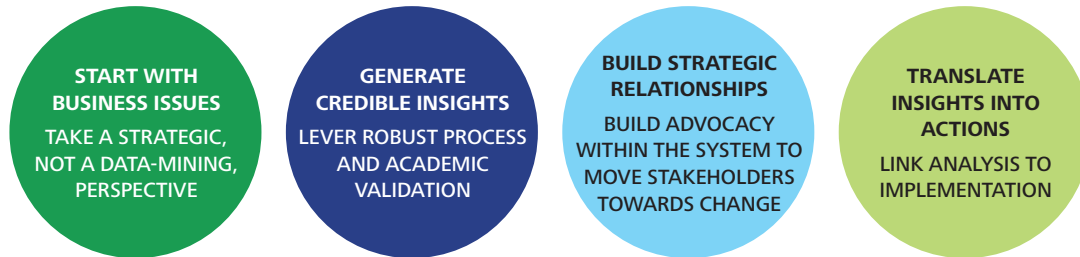 START WITH
BUSINESS ISSUES
TAKE A STRATEGIC,
NOT A DATA-MINING,
PERSPECTIVE
GENERATE
CREDIBLE INSIGHTS
LEVER ROBUST PROCESS
AND ACADEMIC
VALIDATION
BUILD STRATEGIC
RELATIONSHIPS
BUILD ADVOCACY
WITHIN THE SYSTEM TO
MOVE STAKEHOLDERS
TOWARDS CHANGE
TRANSLATE
INSIGHTS INTO
ACTIONS
LINK ANALYSIS TO
IMPLEMENTATION